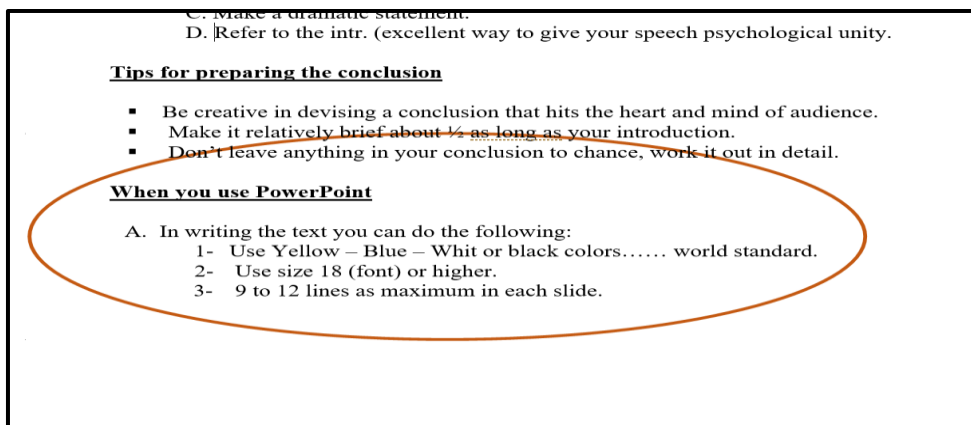 C. Make a dramatic statement.
D. Refer to the intr. (excellent way to give your speech psychological unity.
Tips for preparing the conclusion
▪ Be creative in devising a conclusion that hits the heart and mind of audience.
▪ Make it relatively brief about ½ as long as your introduction.
▪ Don't leave anything in your conclusion to chance, work it out in detail.
When you use PowerPoint
A. In writing the text you can do the following:
1- Use Yellow – Blue – Whit or black colors…… world standard.
2- Use size 18 (font) or higher.
3- 9 to 12 lines as maximum in each slide.